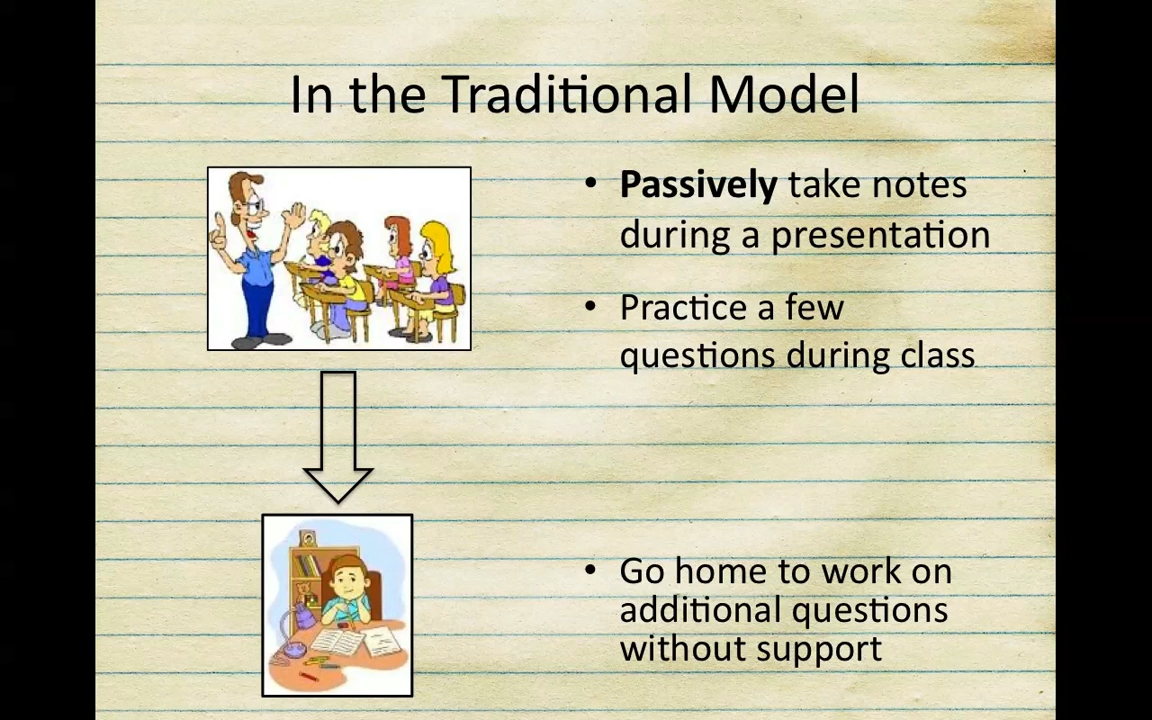 In the Traditional Model
• Passively take notes
during a presentation
• Practice a few
questions during class
• Go home to work on
additional questions
without support